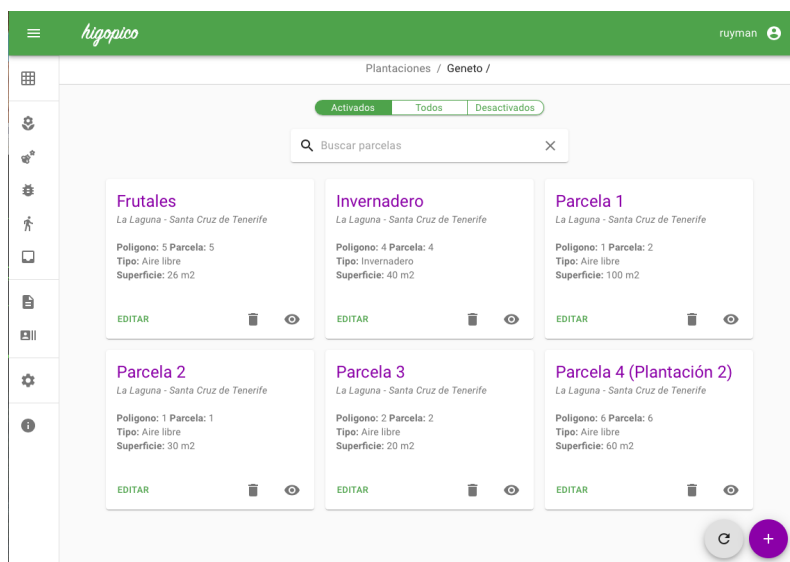 higopico
ruyman
Plantaciones / Geneto /
Activados Todos Desactivados
Buscar parcelas
Frutales
La Laguna - Santa Cruz de Tenerife
Poligono: 5 Parcela: 5
Tipo: Aire libre
Superficie: 26 m2
EDITAR
Invernadero
La Laguna - Santa Cruz de Tenerife
Poligono: 4 Parcela: 4
Tipo: Invernadero
Superficie: 40 m2
EDITAR
Parcela 1
La Laguna - Santa Cruz de Tenerife
Poligono: 1 Parcela: 2
Tipo: Aire libre
Superficie: 100 m2
EDITAR
Parcela 2
La Laguna - Santa Cruz de Tenerife
Poligono: 1 Parcela: 1
Tipo: Aire libre
Superficie: 30 m2
EDITAR
Parcela 3
La Laguna - Santa Cruz de Tenerife
Poligono: 2 Parcela: 2
Tipo: Aire libre
Superficie: 20 m2
EDITAR
Parcela 4 (Plantación 2)
La Laguna - Santa Cruz de Tenerife
Poligono: 6 Parcela: 6
Tipo: Aire libre
Superficie: 60 m2
EDITAR